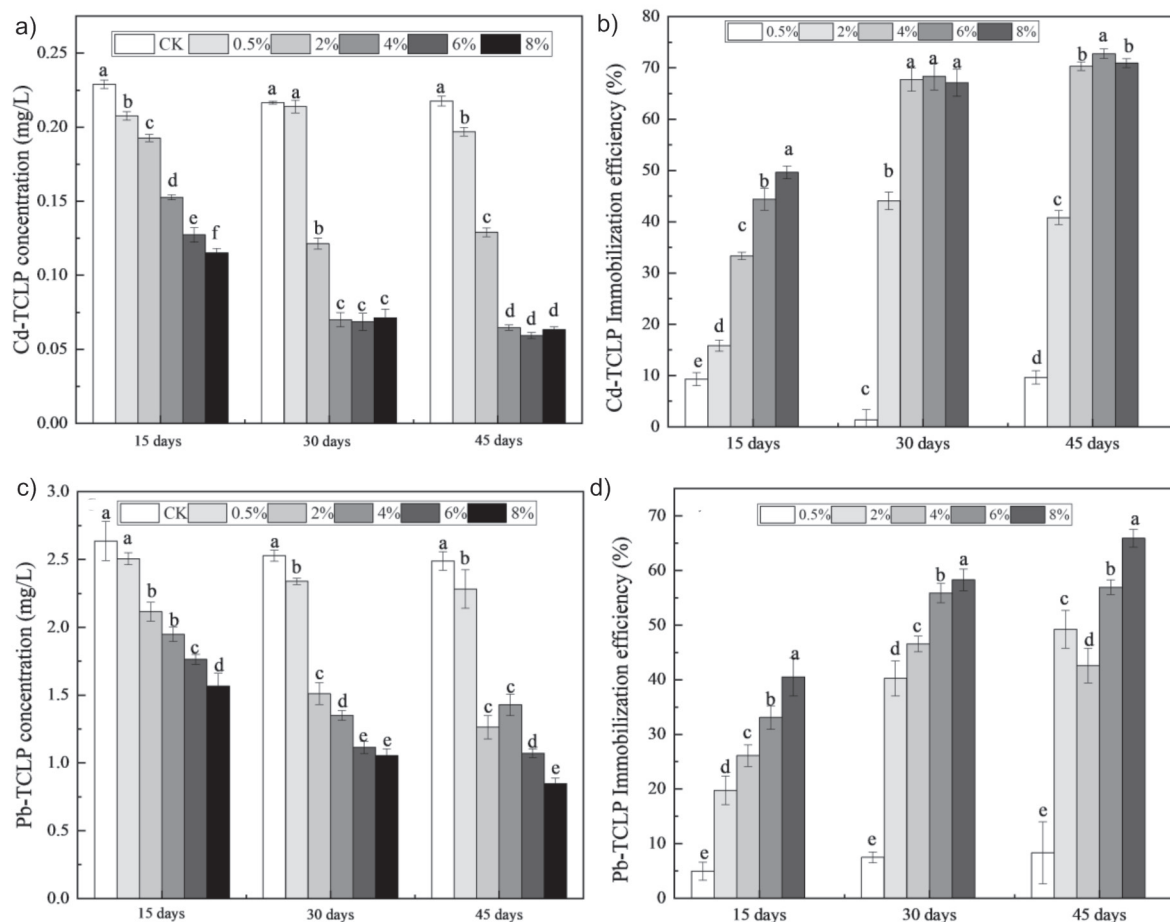 a)
CK 0.5% 2% 4% 6% 8%
Cd-TCLP concentration (mg/L)
0.25
0.20
0.15
0.10
0.05
0.00
a b c d e f
a a b c c c
a b c d d d
15 days 30 days 45 days
b)
0.5% 2% 4% 6% 8%
Cd-TCLP Immobilization efficiency (%)
80
70
60
50
40
30
20
10
0
e d c b a
c b a a a
d c b a b
15 days 30 days 45 days
c)
CK 0.5% 2% 4% 6% 8%
Pb-TCLP concentration (mg/L)
3.0
2.5
2.0
1.5
1.0
0.5
0.0
a a b b c d
a b c d e e
a b c c d e
15 days 30 days 45 days
d)
0.5% 2% 4% 6% 8%
Pb-TCLP Immobilization efficiency (%)
70
60
50
40
30
20
10
0
e d c b a
e d c b a
e c d b a
15 days 30 days 45 days